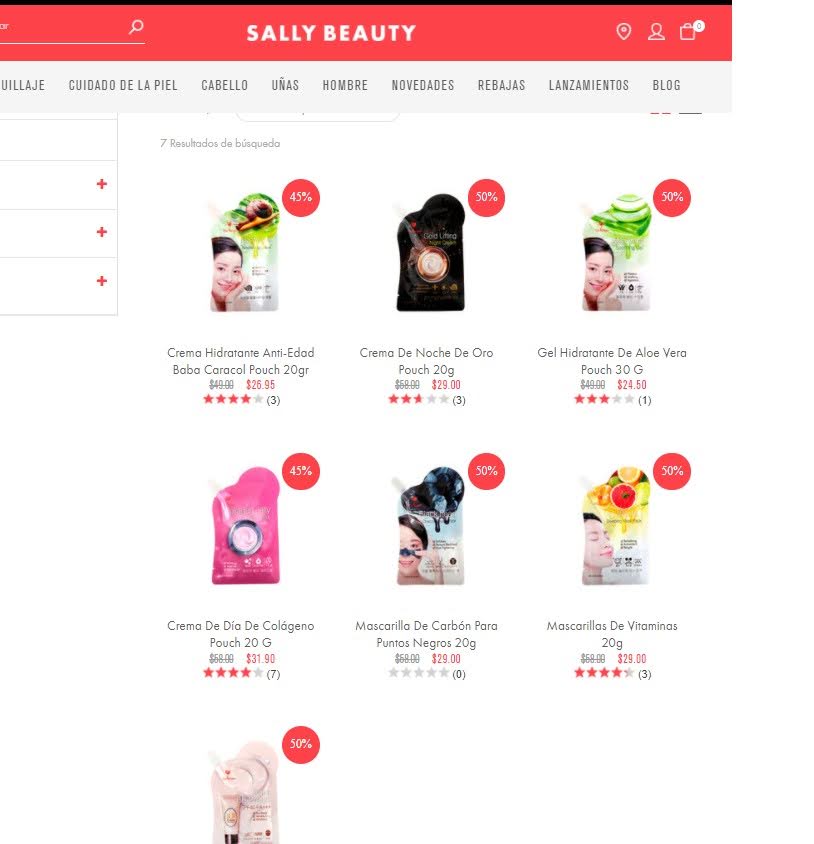 ar
SALLY BEAUTY
0
UILLAJE CUIDADO DE LA PIEL CABELLO UÑAS HOMBRE NOVEDADES REBAJAS LANZAMIENTOS BLOG
7 Resultados de búsqueda
45% 50% 50%
Gold Lifting
Night Cream
Crema Hidratante Anti-Edad
Baba Caracol Pouch 20gr
$49.00 $26.95
(3)
Crema De Noche De Oro
Pouch 20g
$58.00 $29.00
(3)
Gel Hidratante De Aloe Vera
Pouch 30 G
$49.00 $24.50
(1)
45% 50% 50%
Crema De Día De Colágeno
Pouch 20 G
$58.00 $31.90
(7)
Mascarilla De Carbón Para
Puntos Negros 20g
$58.00 $29.00
(0)
Mascarillas De Vitaminas
20g
$58.00 $29.00
(3)
50%